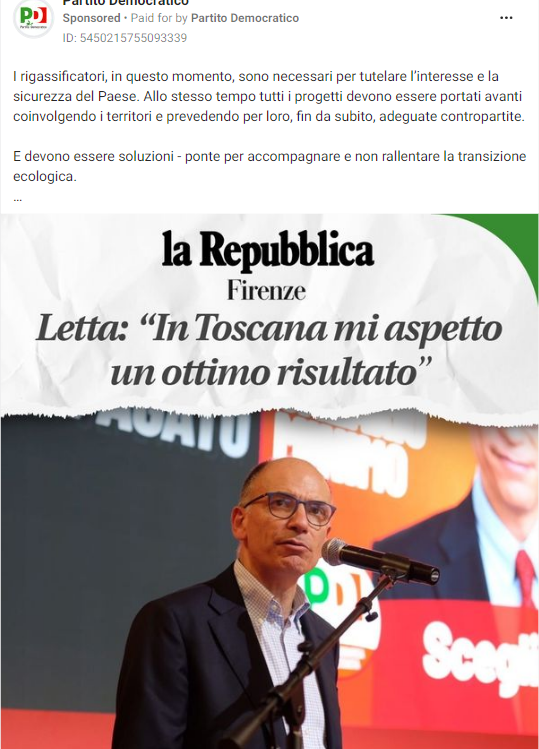 Partito Democratico
Sponsored • Paid for by Partito Democratico
ID: 5450215755093339
I rigassificatori, in questo momento, sono necessari per tutelare l'interesse e la
sicurezza del Paese. Allo stesso tempo tutti i progetti devono essere portati avanti
coinvolgendo i territori e prevedendo per loro, fin da subito, adeguate contropartite.
E devono essere soluzioni - ponte per accompagnare e non rallentare la transizione
ecologica.
...
la Repubblica
Firenze
Letta: “In Toscana mi aspetto
un ottimo risultato”
PD
Scegli